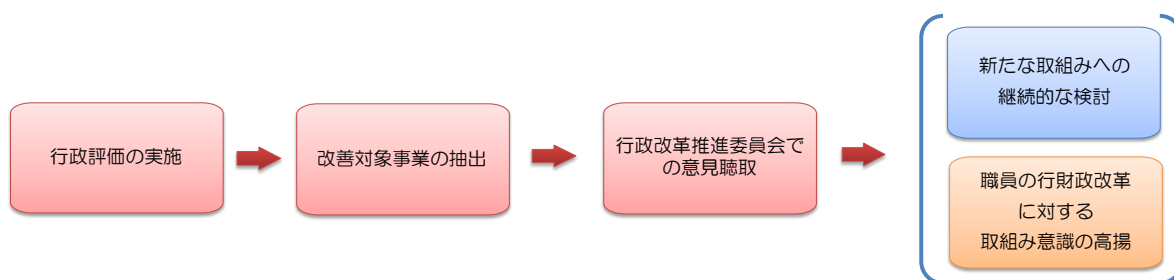 行政評価の実施
改善対象事業の抽出
行政改革推進委員会で
の意見聴取
新たな取組みへの
継続的な検討
職員の行財政改革
に対する
取組み意識の高揚